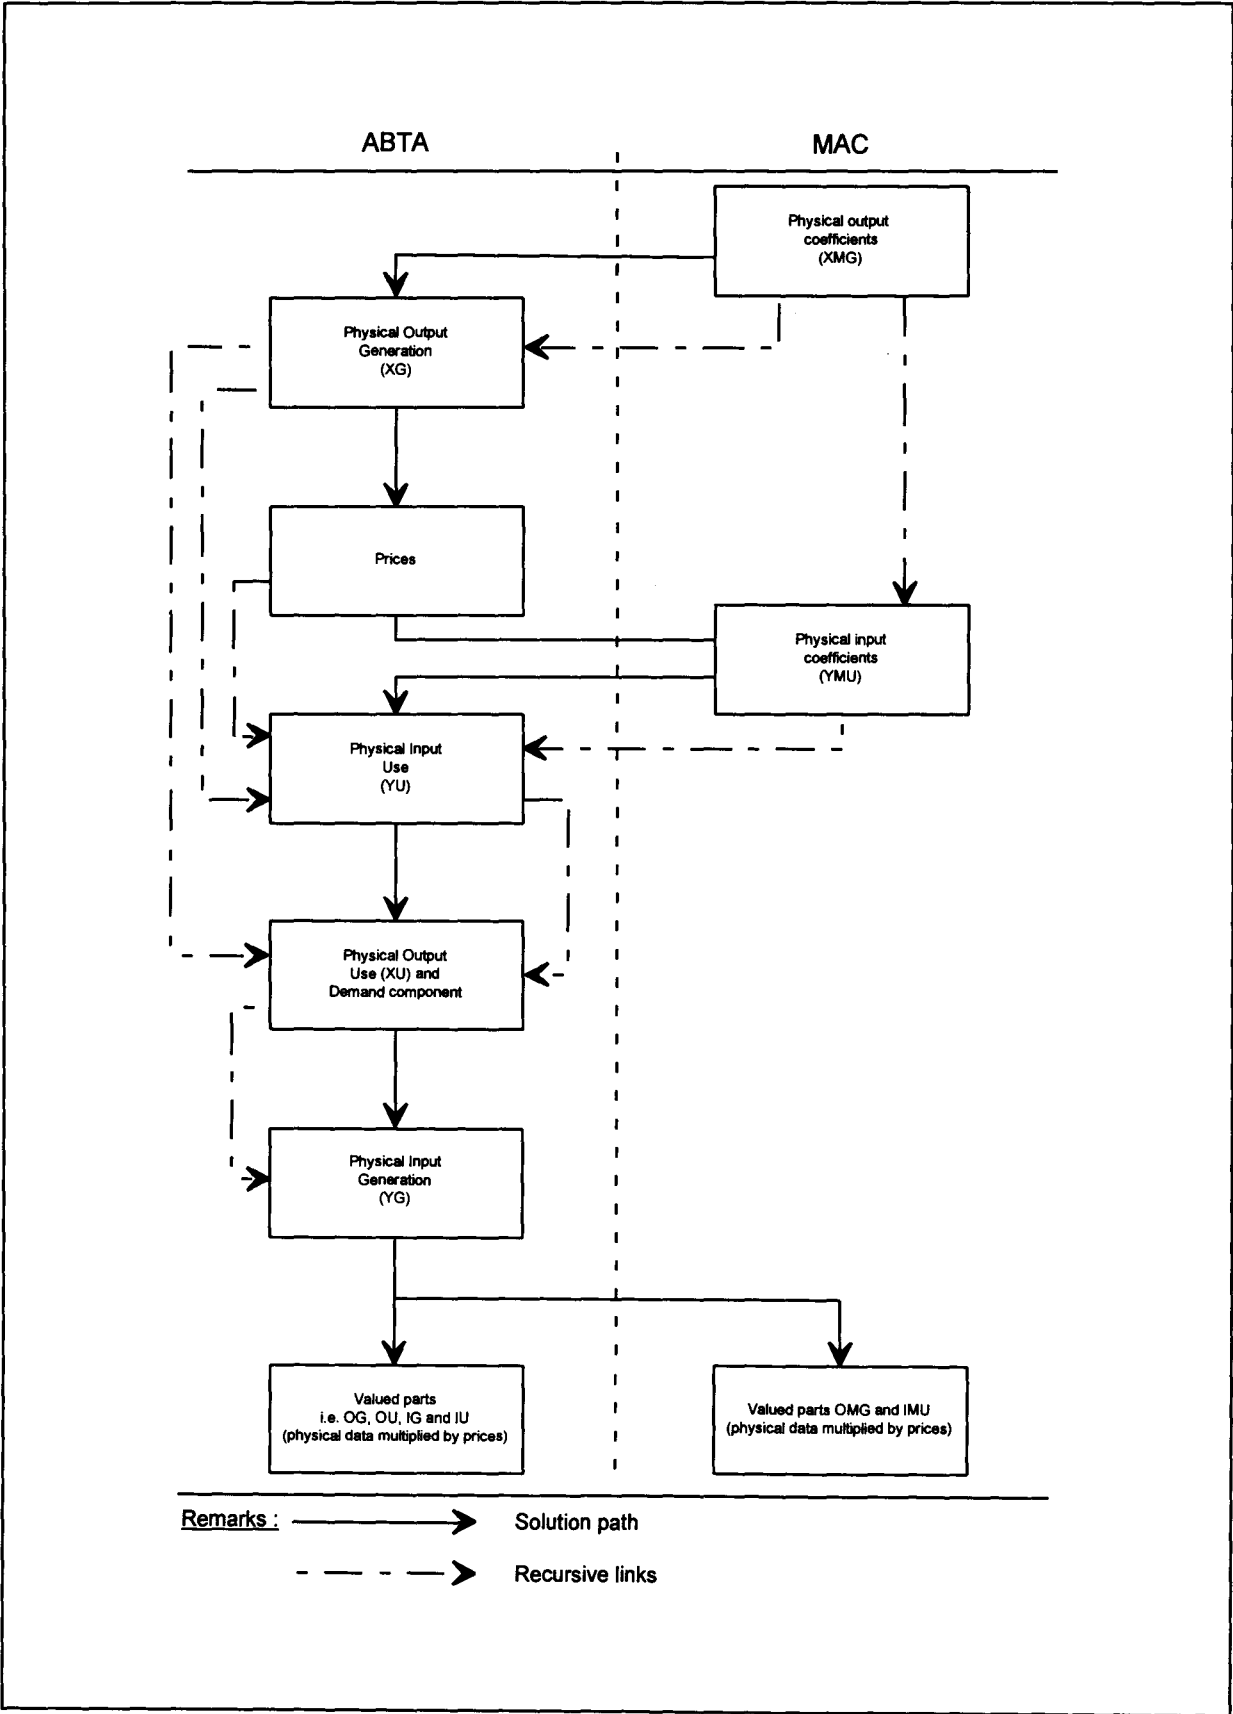 ABTA
MAC
Physical output
coefficients
(XMG)
Physical Output
Generation
(XG)
Prices
Physical input
coefficients
(YMU)
Physical Input
Use
(YU)
Physical Output
Use (XU) and
Demand component
Physical Input
Generation
(YG)
Valued parts
i.e. OG, OU, IG and IU
(physical data multiplied by prices)
Valued parts OMG and IMU
(physical data multiplied by prices)
Remarks :
Solution path
Recursive links